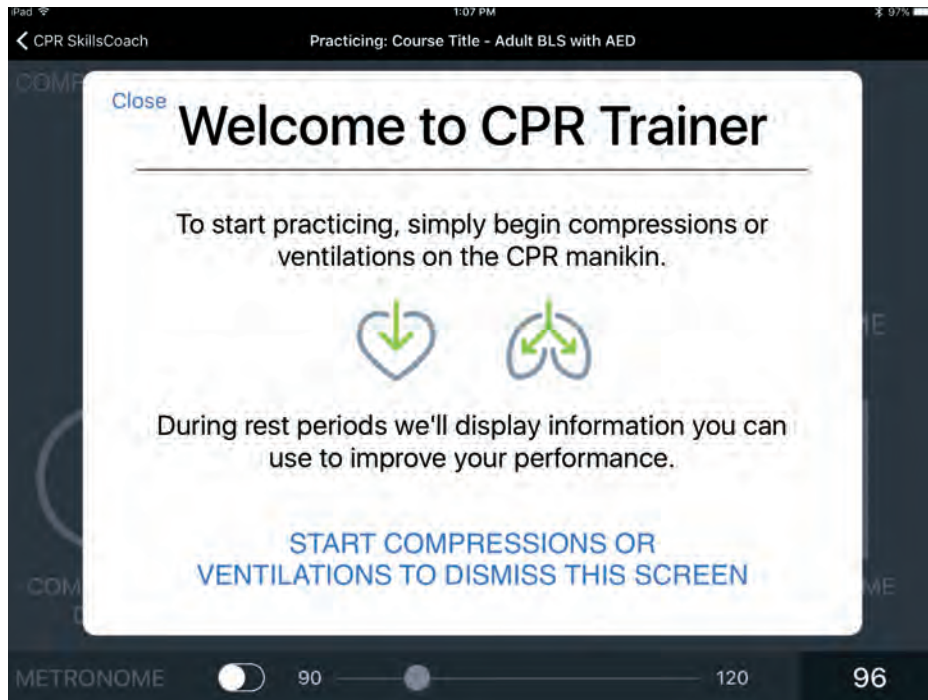 iPad 1:07 PM 97%
CPR SkillsCoach Practicing: Course Title - Adult BLS with AED
Close
Welcome to CPR Trainer
To start practicing, simply begin compressions or
ventilations on the CPR manikin.
During rest periods we'll display information you can
use to improve your performance.
START COMPRESSIONS OR
VENTILATIONS TO DISMISS THIS SCREEN
METRONOME 90 120 96